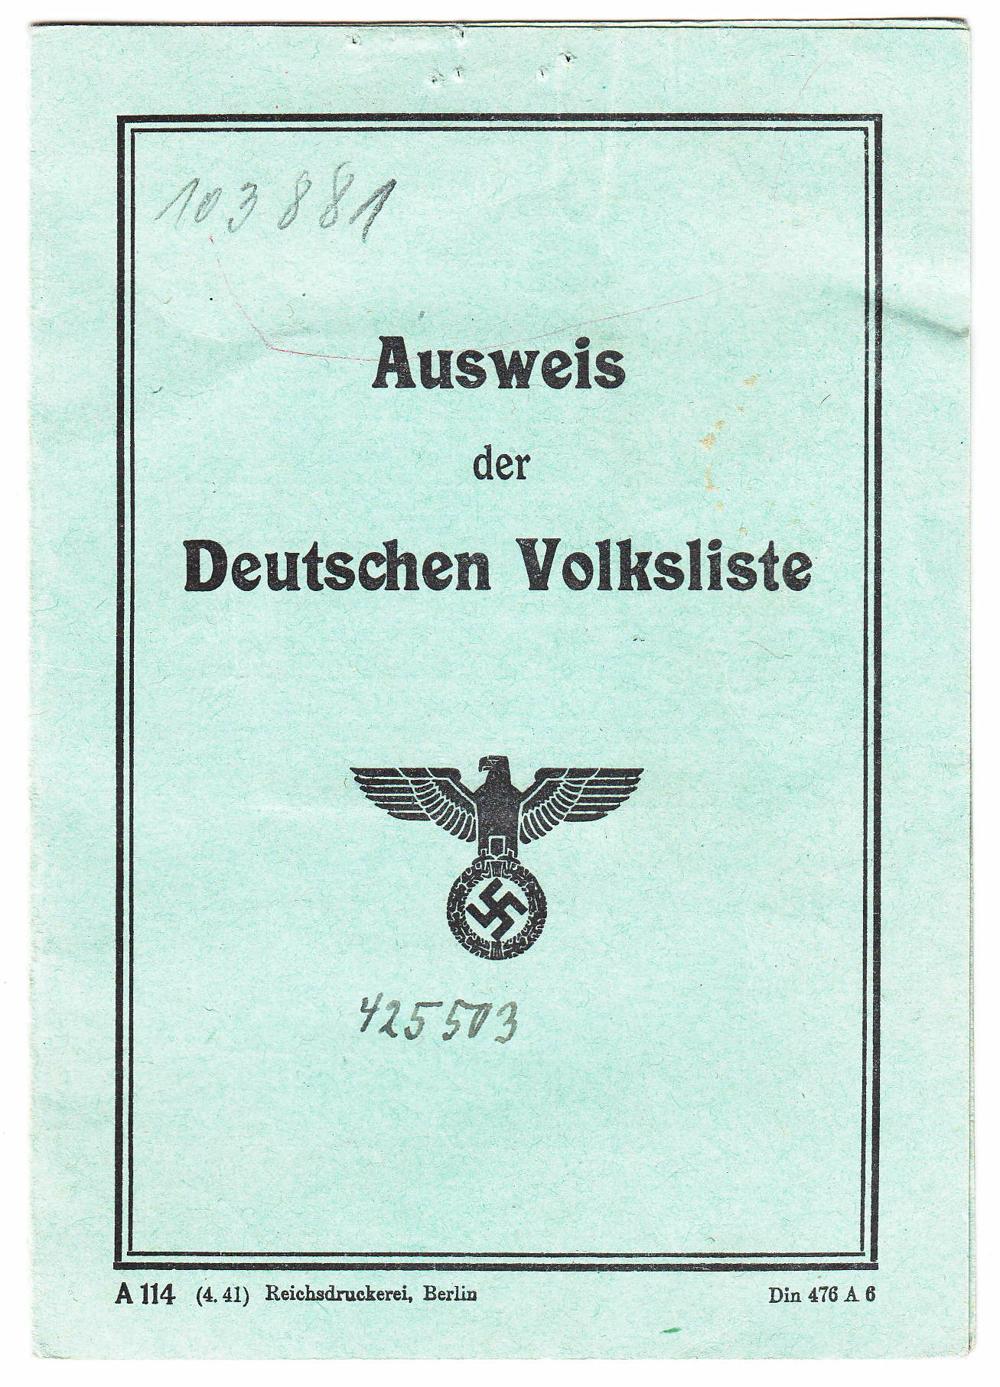 103881
Ausweis
der
Deutschen Volksliste
425503
A 114 (4. 41) Reichsdruckerei, Berlin Din 476 A 6